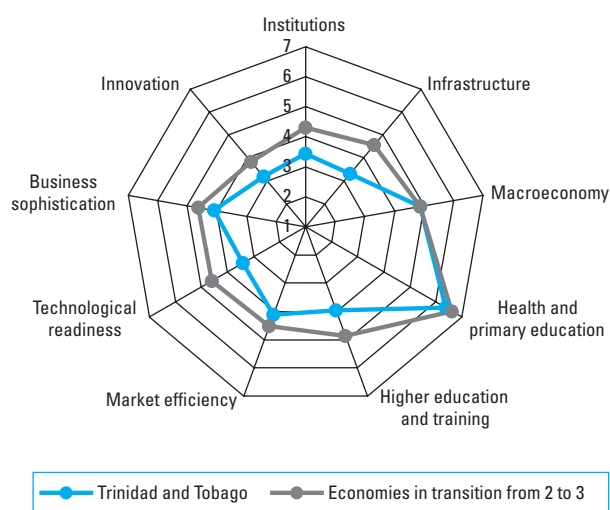 Institutions
7
6
5
4
3
2
1
Infrastructure
Macroeconomy
Health and
primary education
Higher education
and training
Market efficiency
Technological
readiness
Business
sophistication
Innovation
Trinidad and Tobago
Economies in transition from 2 to 3